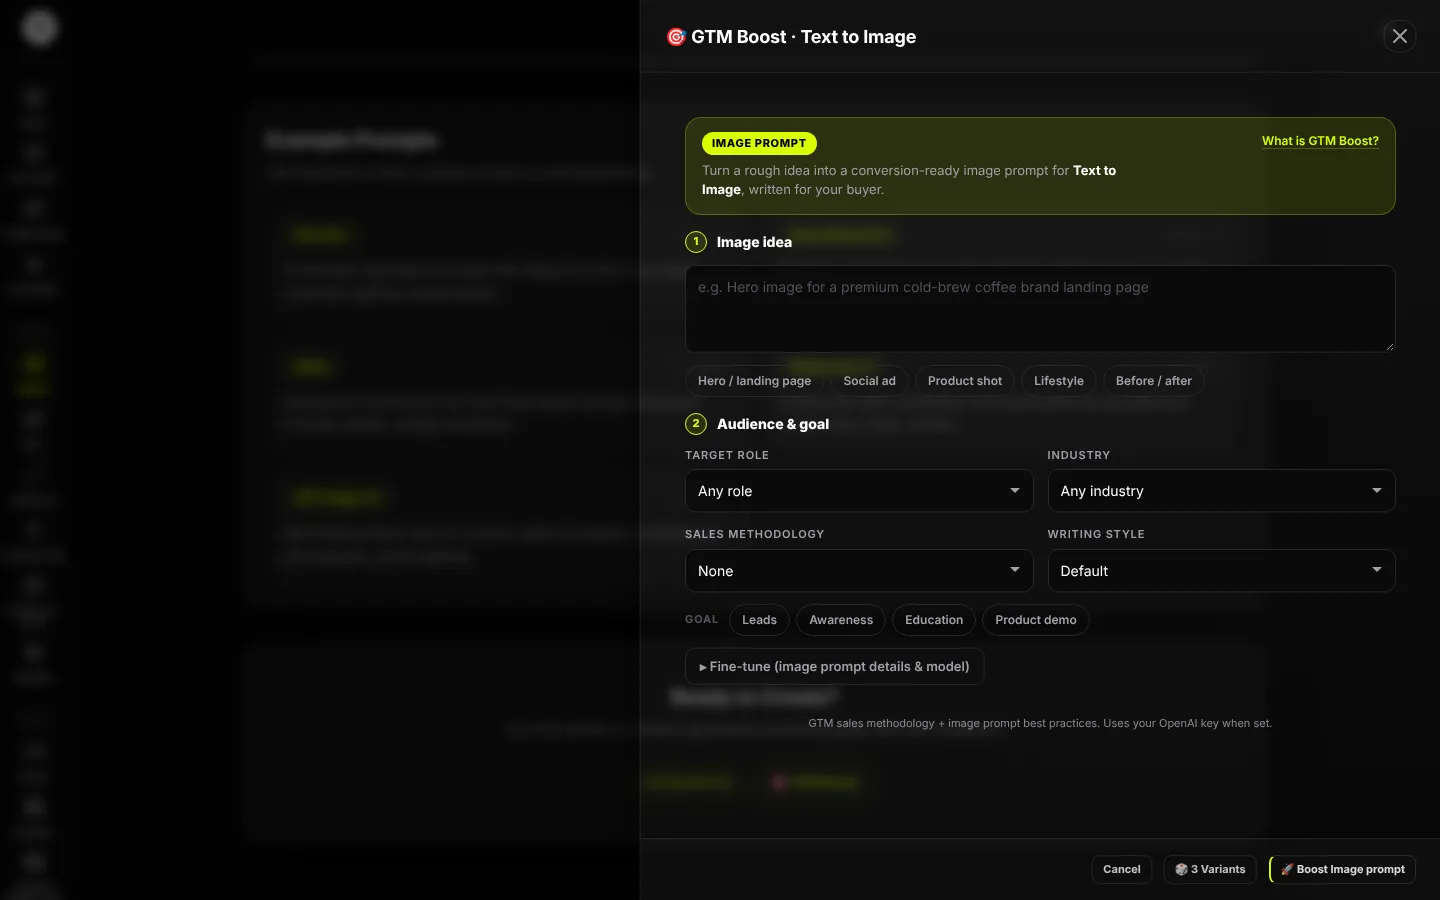 🎯 GTM Boost · Text to Image
IMAGE PROMPT
What is GTM Boost?
Turn a rough idea into a conversion-ready image prompt for Text to
Image, written for your buyer.
1 Image idea
e.g. Hero image for a premium cold-brew coffee brand landing page
Hero / landing page
Social ad
Product shot
Lifestyle
Before / after
2 Audience & goal
TARGET ROLE
INDUSTRY
Any role
Any industry
SALES METHODOLOGY
WRITING STYLE
None
Default
GOAL
Leads
Awareness
Education
Product demo
▸ Fine-tune (image prompt details & model)
GTM sales methodology + image prompt best practices. Uses your OpenAI key when set.
Cancel
🎲 3 Variants
🚀 Boost Image prompt
Example Prompts
Ready to Create?